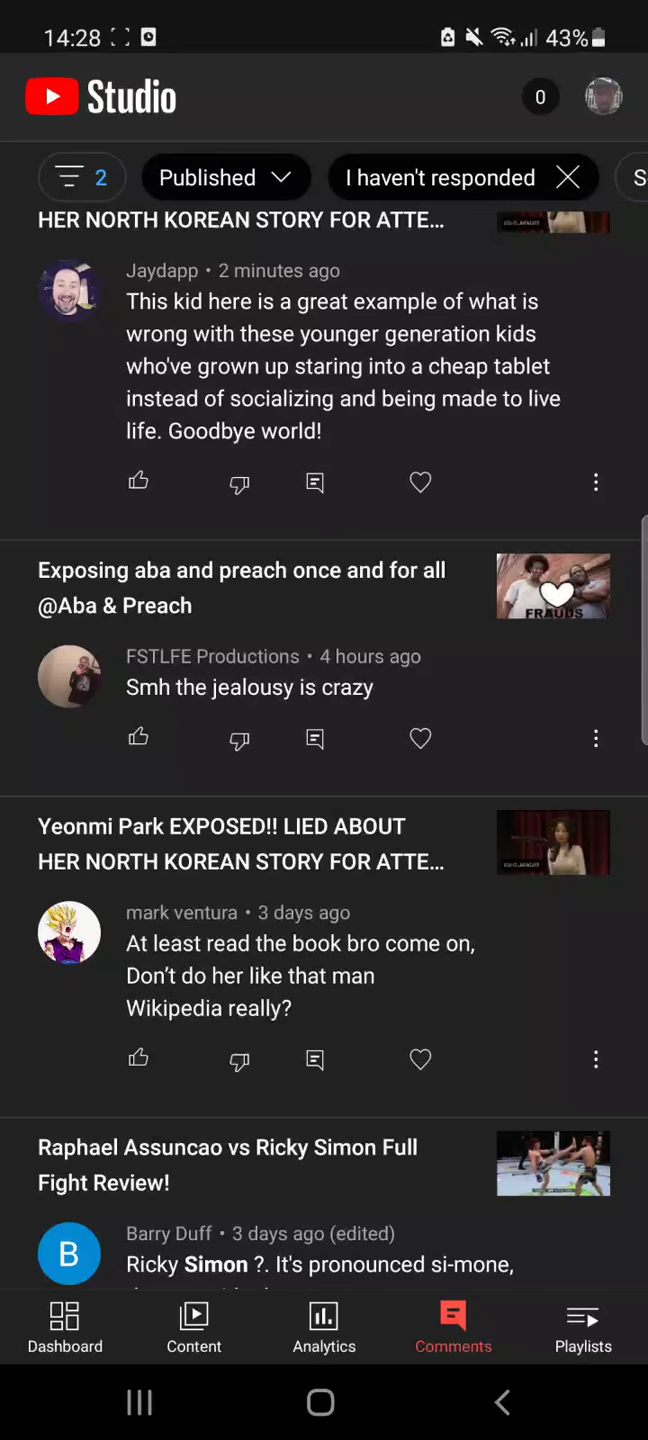 14:28
43%
Studio
0
2
Published
I haven't responded
S
HER NORTH KOREAN STORY FOR ATTE...
Jaydapp • 2 minutes ago
This kid here is a great example of what is
wrong with these younger generation kids
who've grown up staring into a cheap tablet
instead of socializing and being made to live
life. Goodbye world!
Exposing aba and preach once and for all
@Aba & Preach
FRAUDS
FSTLFE Productions • 4 hours ago
Smh the jealousy is crazy
Yeonmi Park EXPOSED!! LIED ABOUT
HER NORTH KOREAN STORY FOR ATTE...
mark ventura • 3 days ago
At least read the book bro come on,
Don't do her like that man
Wikipedia really?
Raphael Assuncao vs Ricky Simon Full
Fight Review!
B
Barry Duff • 3 days ago (edited)
Ricky Simon ?. It's pronounced si-mone,
Dashboard
Content
Analytics
Comments
Playlists